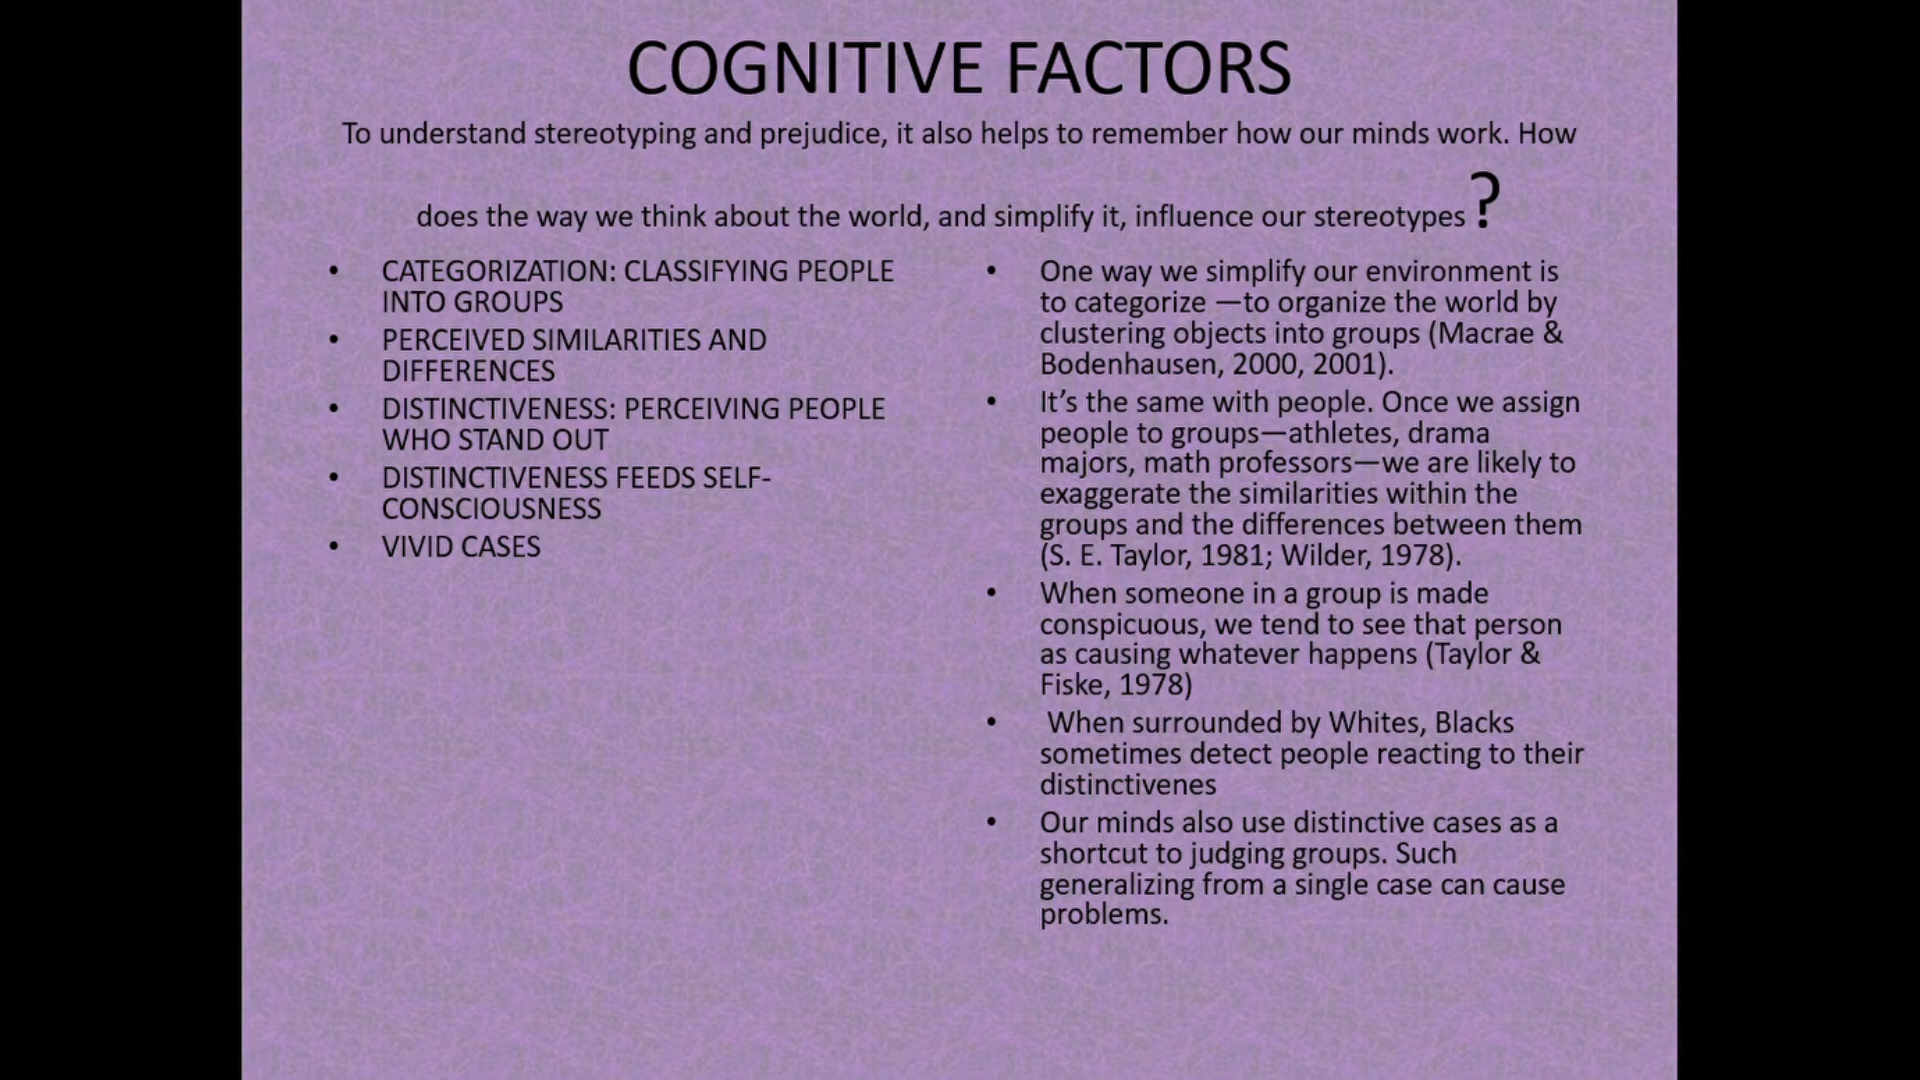 COGNITIVE FACTORS
To understand stereotyping and prejudice, it also helps to remember how our minds work. How
does the way we think about the world, and simplify it, influence our stereotypes ?
• CATEGORIZATION: CLASSIFYING PEOPLE
INTO GROUPS
• PERCEIVED SIMILARITIES AND
DIFFERENCES
• DISTINCTIVENESS: PERCEIVING PEOPLE
WHO STAND OUT
• DISTINCTIVENESS FEEDS SELF-
CONSCIOUSNESS
• VIVID CASES
• One way we simplify our environment is
to categorize —to organize the world by
clustering objects into groups (Macrae &
Bodenhausen, 2000, 2001).
• It’s the same with people. Once we assign
people to groups—athletes, drama
majors, math professors—we are likely to
exaggerate the similarities within the
groups and the differences between them
(S. E. Taylor, 1981; Wilder, 1978).
• When someone in a group is made
conspicuous, we tend to see that person
as causing whatever happens (Taylor &
Fiske, 1978)
• When surrounded by Whites, Blacks
sometimes detect people reacting to their
distinctivenes
• Our minds also use distinctive cases as a
shortcut to judging groups. Such
generalizing from a single case can cause
problems.